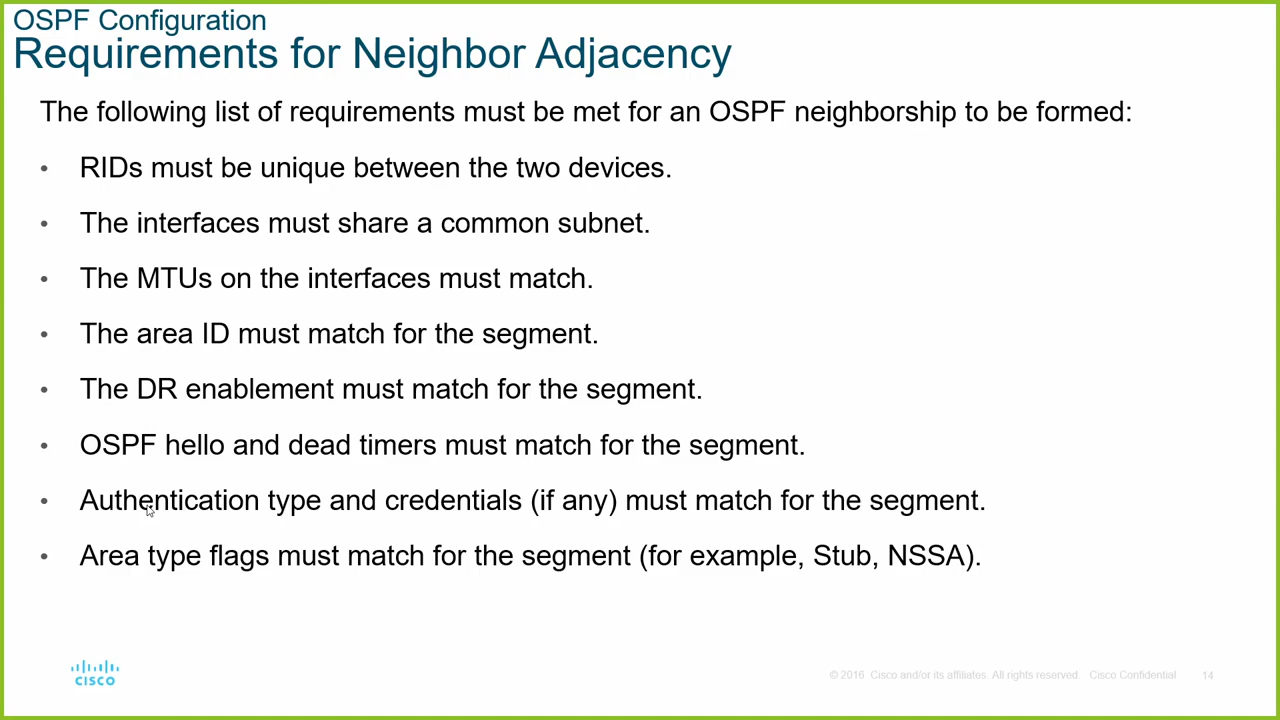 OSPF Configuration
Requirements for Neighbor Adjacency
The following list of requirements must be met for an OSPF neighborship to be formed:
• RIDs must be unique between the two devices.
• The interfaces must share a common subnet.
• The MTUs on the interfaces must match.
• The area ID must match for the segment.
• The DR enablement must match for the segment.
• OSPF hello and dead timers must match for the segment.
• Authentication type and credentials (if any) must match for the segment.
• Area type flags must match for the segment (for example, Stub, NSSA).
CISCO
© 2016 Cisco and/or its affiliates. All rights reserved. Cisco Confidential 14